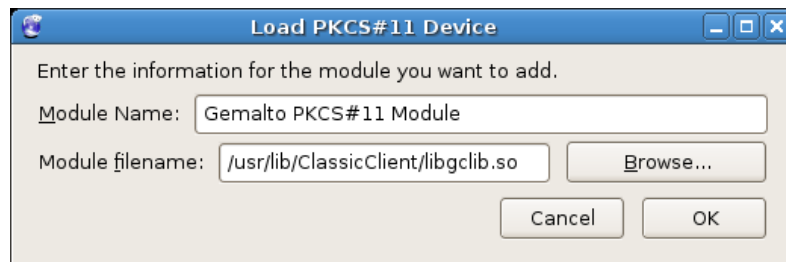 Load PKCS#11 Device
Enter the information for the module you want to add.
Module Name: Gemalto PKCS#11 Module
Module filename: /usr/lib/ClassicClient/libgclib.so Browse...
Cancel OK